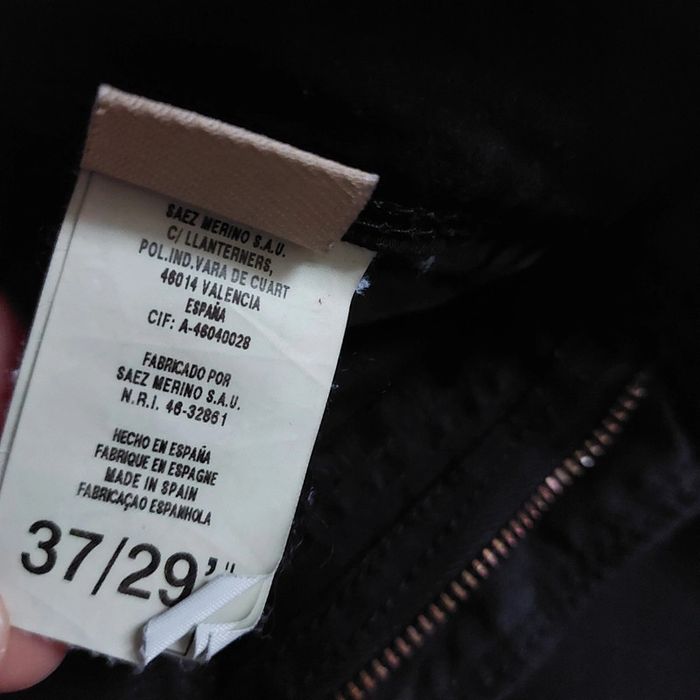 SAEZ MERINO S.A.U.
C/ LLANTERNERS,
POL.IND.VARA DE CUART
46014 VALENCIA
ESPAÑA
CIF: A-46040028
FABRICADO POR
SAEZ MERINO S.A.U.
N.R.I. 46-32861
HECHO EN ESPAÑA
FABRIQUE EN ESPAGNE
MADE IN SPAIN
FABRICAÇAO ESPANHOLA
37/29’’